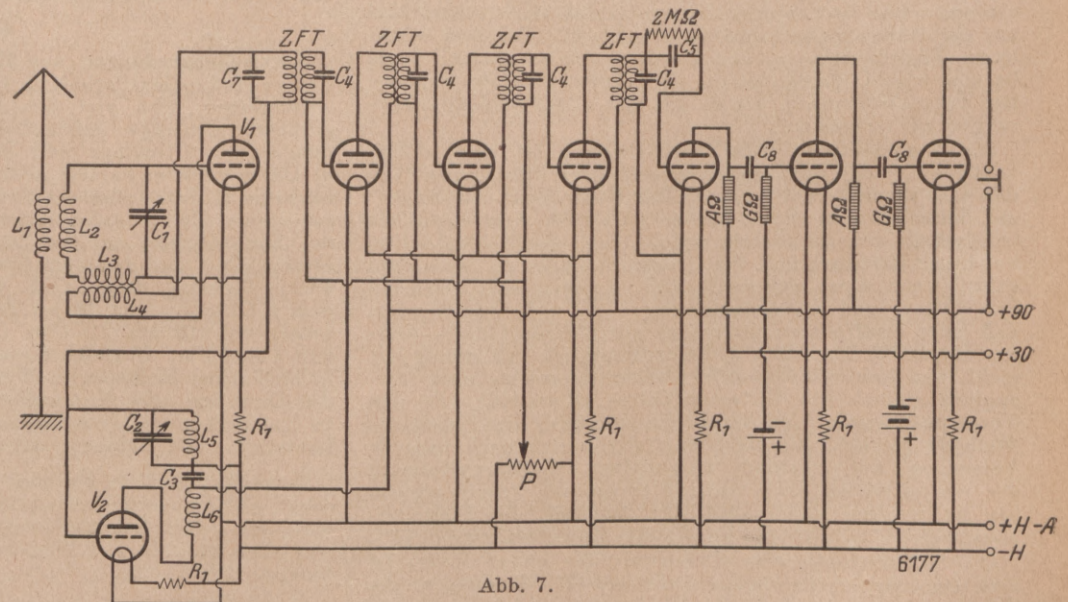 2MΩ
ZFT ZFT ZFT ZFT
C5
C7 C4 C4 C4 C4
V1
C8 C8
L1 L2 C1
AΩ GΩ AΩ GΩ
L3
L4
+90
+30
C2 L5 R1 R1 R1 R1 R1
- -
+ +
C3
P
V2 L6
+H -A
-H
R1
6177
Abb. 7.